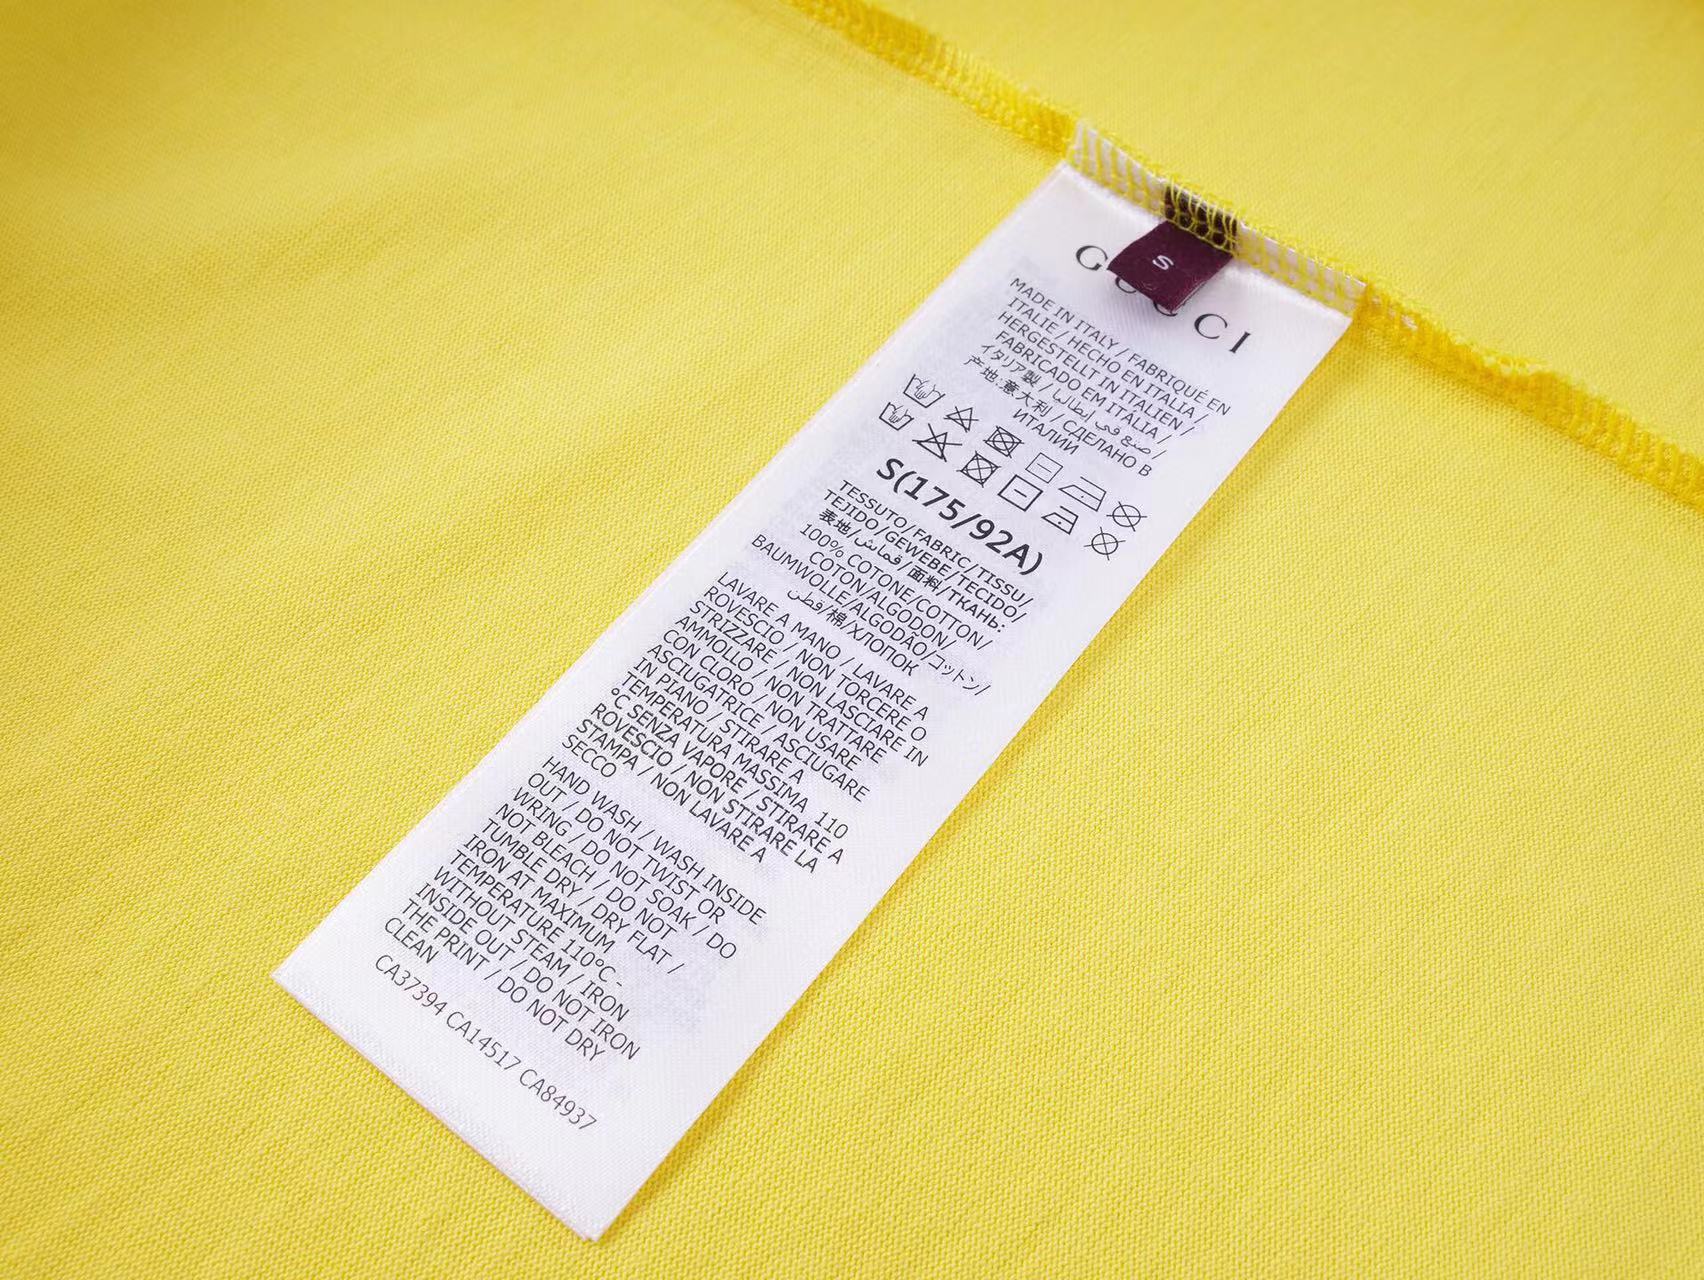 GUCCI
S
MADE IN ITALY / FABRIQUÉ EN
ITALIE / HECHO EN ITALIA /
HERGESTELLT IN ITALIEN /
FABRICADO EM ITALIA /
イタリア製 / صنع في إيطاليا /
产地:意大利 / СДЕЛАНО В
ИТАЛИИ
S(175/92A)
TESSUTO/FABRIC/TISSU/
TEJIDO/GEWEBE/TECIDO/
表地/قماش/面料/ТКАНЬ:
100% COTONE/COTTON/
COTON/ALGODON/
BAUMWOLLE/ALGODÃO/コットン/
قطن/棉/ХЛОПОК
LAVARE A MANO / LAVARE A
ROVESCIO / NON TORCERE O
STRIZZARE / NON LASCIARE IN
AMMOLLO / NON TRATTARE
CON CLORO / NON USARE
ASCIUGATRICE / ASCIUGARE
IN PIANO / STIRARE A
TEMPERATURA MASSIMA 110
°C SENZA VAPORE / STIRARE A
ROVESCIO / NON STIRARE LA
STAMPA / NON LAVARE A
SECCO
HAND WASH / WASH INSIDE
OUT / DO NOT TWIST OR
WRING / DO NOT SOAK / DO
NOT BLEACH / DO NOT
TUMBLE DRY / DRY FLAT /
IRON AT MAXIMUM
TEMPERATURE 110°C -
WITHOUT STEAM / IRON
INSIDE OUT / DO NOT IRON
THE PRINT / DO NOT DRY
CLEAN
CA37394 CA14517 CA84937